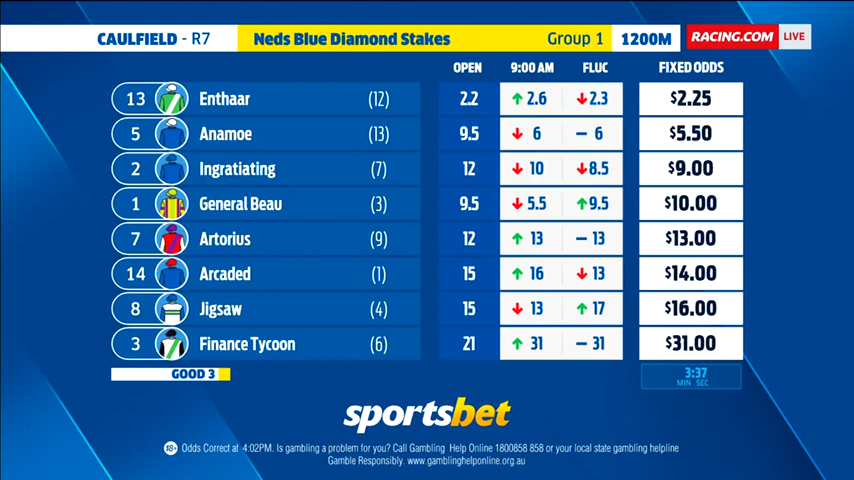 CAULFIELD - R7 Neds Blue Diamond Stakes Group 1 1200M RACING.COM LIVE
OPEN 9:00 AM FLUC FIXED ODDS
13 Enthaar (12) 2.2 2.6 2.3 $2.25
5 Anamoe (13) 9.5 6 – 6 $5.50
2 Ingratiating (7) 12 10 8.5 $9.00
1 General Beau (3) 9.5 5.5 9.5 $10.00
7 Artorius (9) 12 13 – 13 $13.00
14 Arcaded (1) 15 16 13 $14.00
8 Jigsaw (4) 15 13 17 $16.00
3 Finance Tycoon (6) 21 31 – 31 $31.00
GOOD 3 3:37
MIN SEC
sportsbet
18+ Odds Correct at 4:02PM. Is gambling a problem for you? Call Gambling Help Online 1800858 858 or your local state gambling helpline
Gamble Responsibly. www.gamblinghelponline.org.au